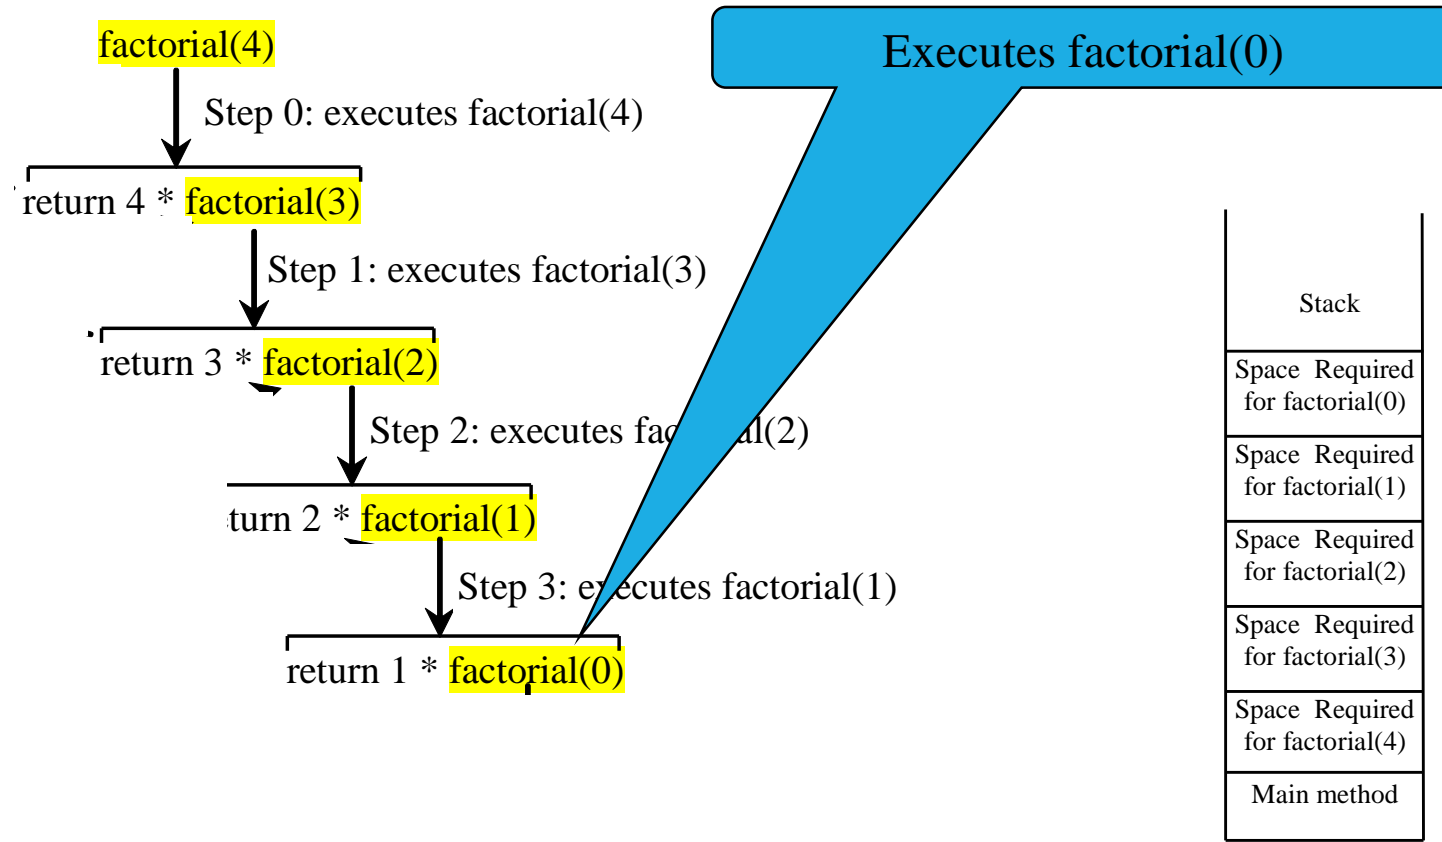 factorial(4)
Executes factorial(0)
Step 0: executes factorial(4)
return 4 * factorial(3)
Step 1: executes factorial(3)
return 3 * factorial(2)
Step 2: executes fac al(2)
turn 2 * factorial(1)
Step 3: executes factorial(1)
return 1 * factorial(0)
Stack
Space Required
for factorial(0)
Space Required
for factorial(1)
Space Required
for factorial(2)
Space Required
for factorial(3)
Space Required
for factorial(4)
Main method